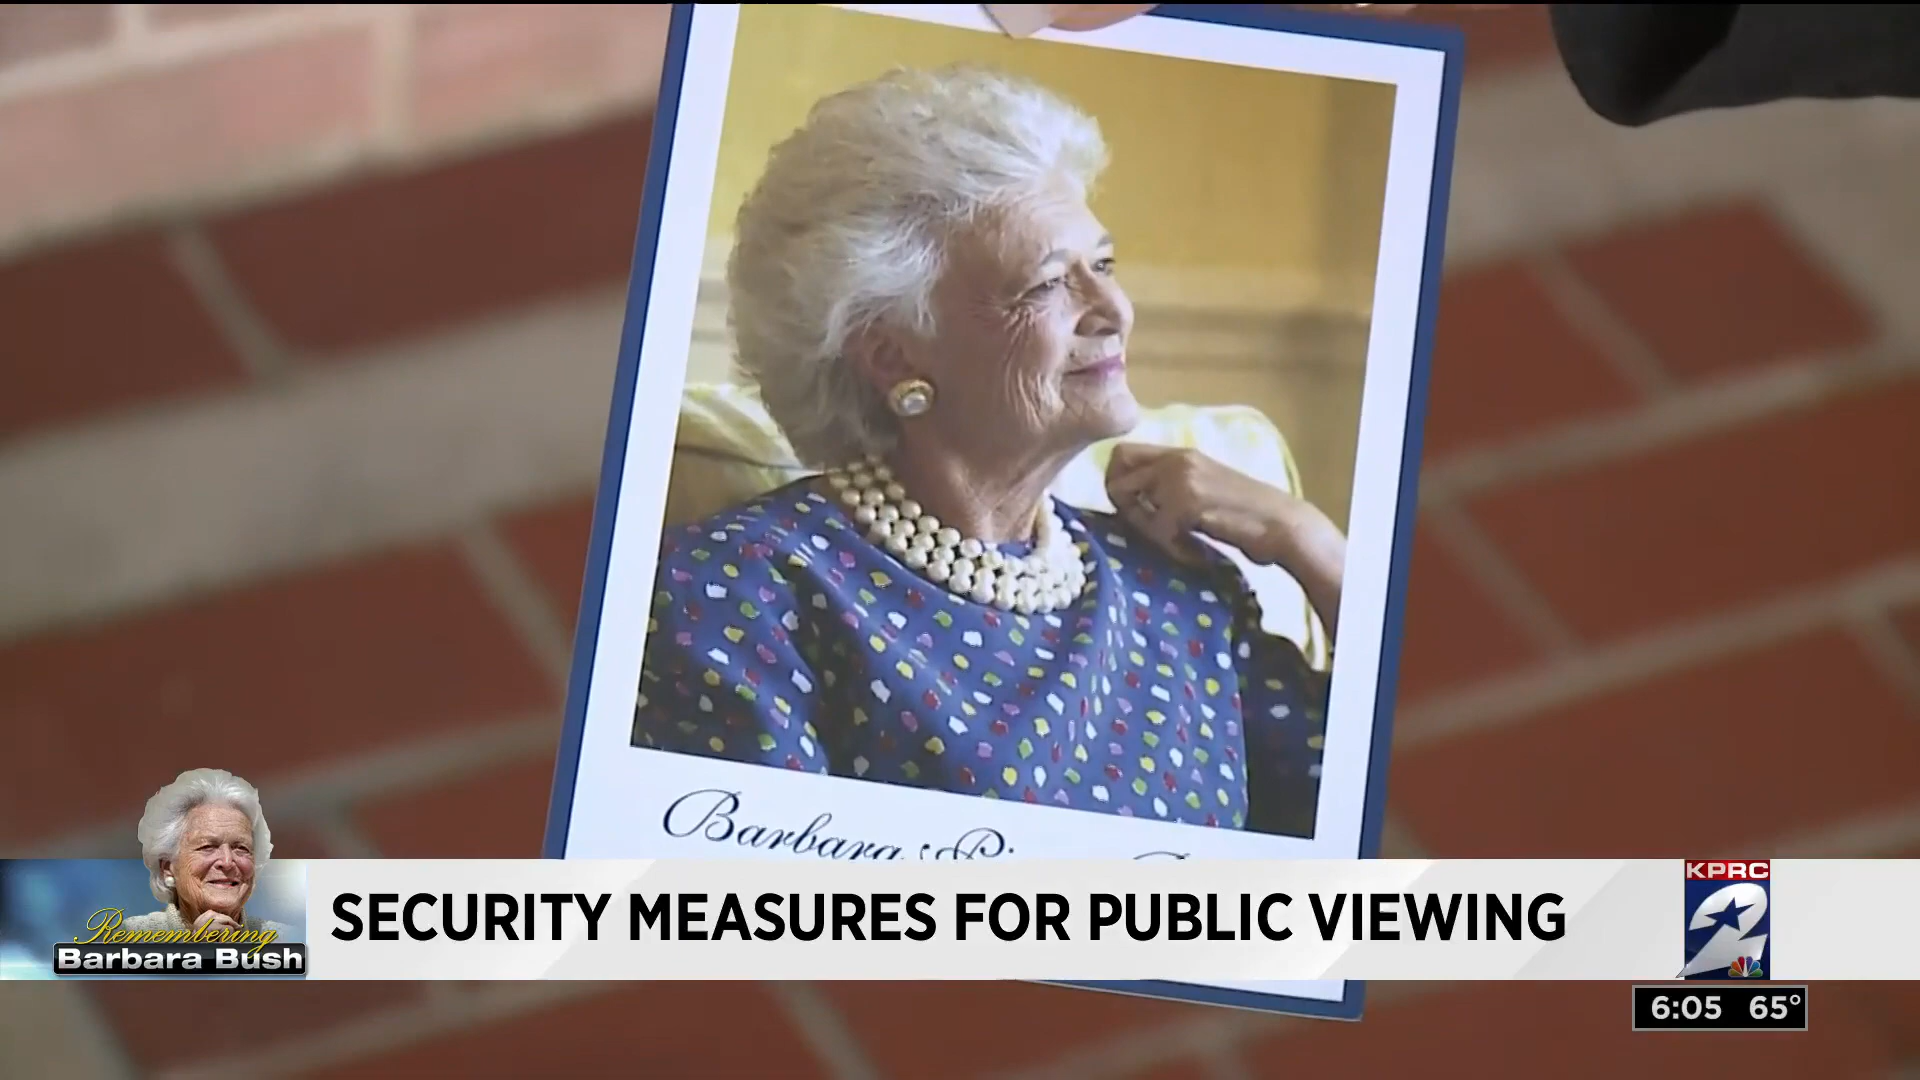 Barbara
Remembering
Barbara Bush
SECURITY MEASURES FOR PUBLIC VIEWING
KPRC
2
6:05 65°